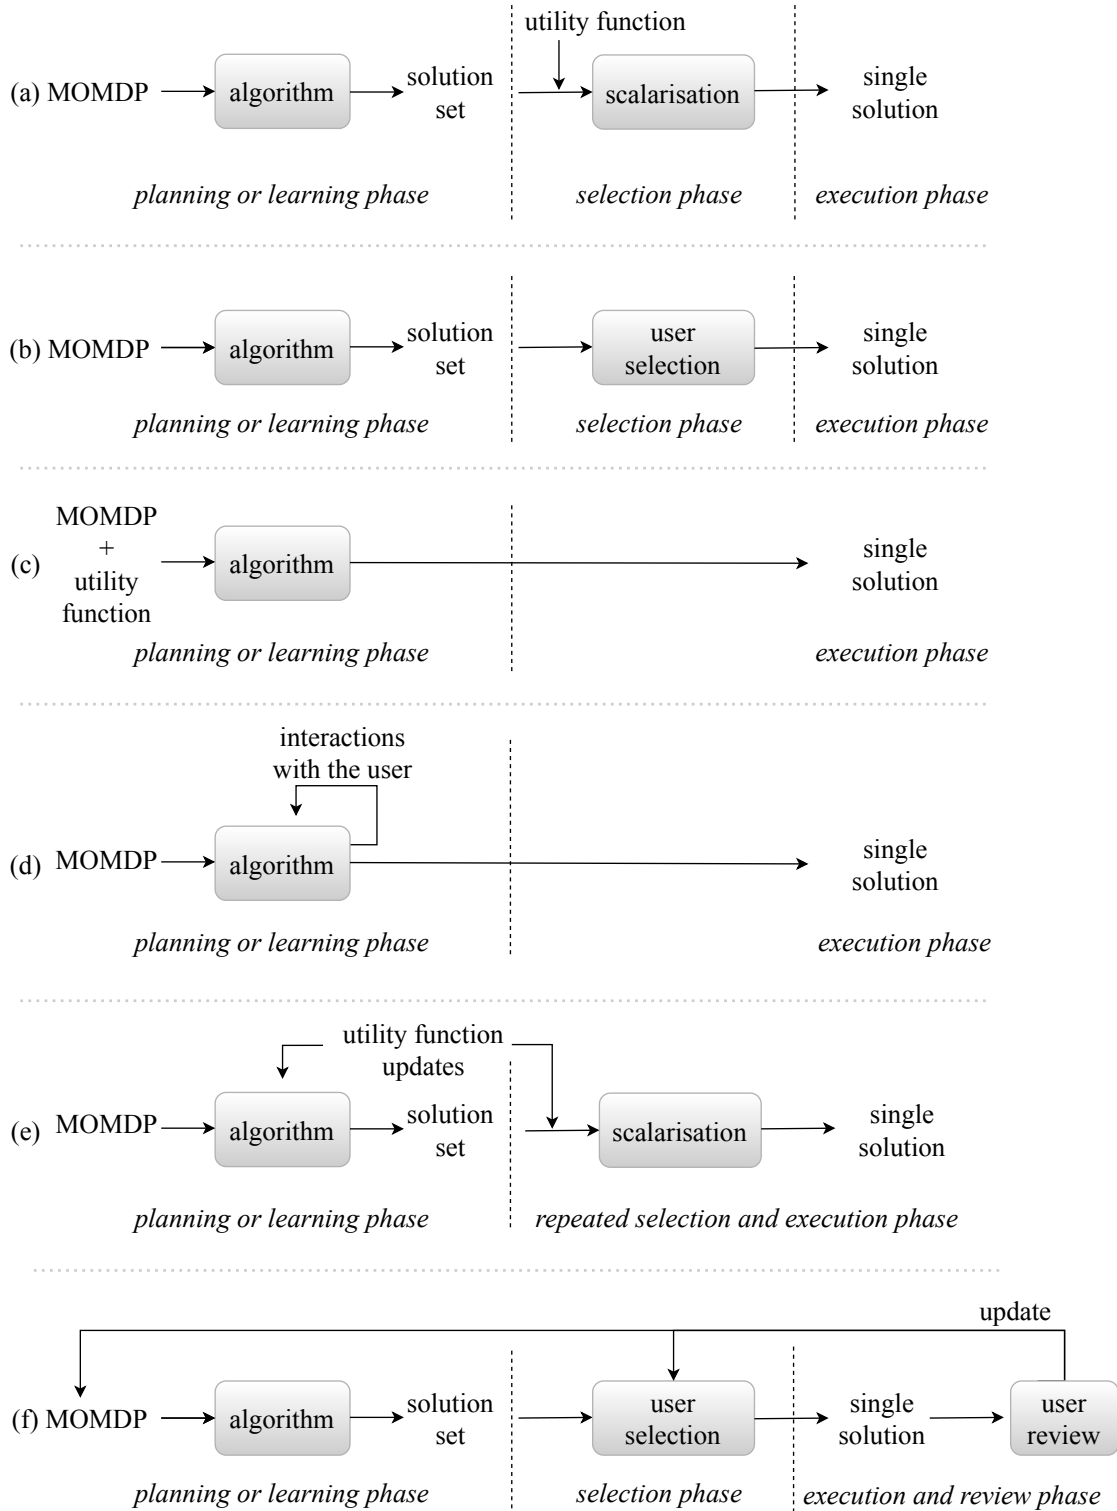 utility function
(a) MOMDP
algorithm
solution
set
scalarisation
single
solution
planning or learning phase
selection phase
execution phase
(b) MOMDP
algorithm
solution
set
user
selection
single
solution
planning or learning phase
selection phase
execution phase
(c)
MOMDP
+
utility
function
algorithm
single
solution
planning or learning phase
execution phase
interactions
with the user
(d) MOMDP
algorithm
single
solution
planning or learning phase
execution phase
utility function
updates
(e) MOMDP
algorithm
solution
set
scalarisation
single
solution
planning or learning phase
repeated selection and execution phase
update
(f) MOMDP
algorithm
solution
set
user
selection
single
solution
user
review
planning or learning phase
selection phase
execution and review phase